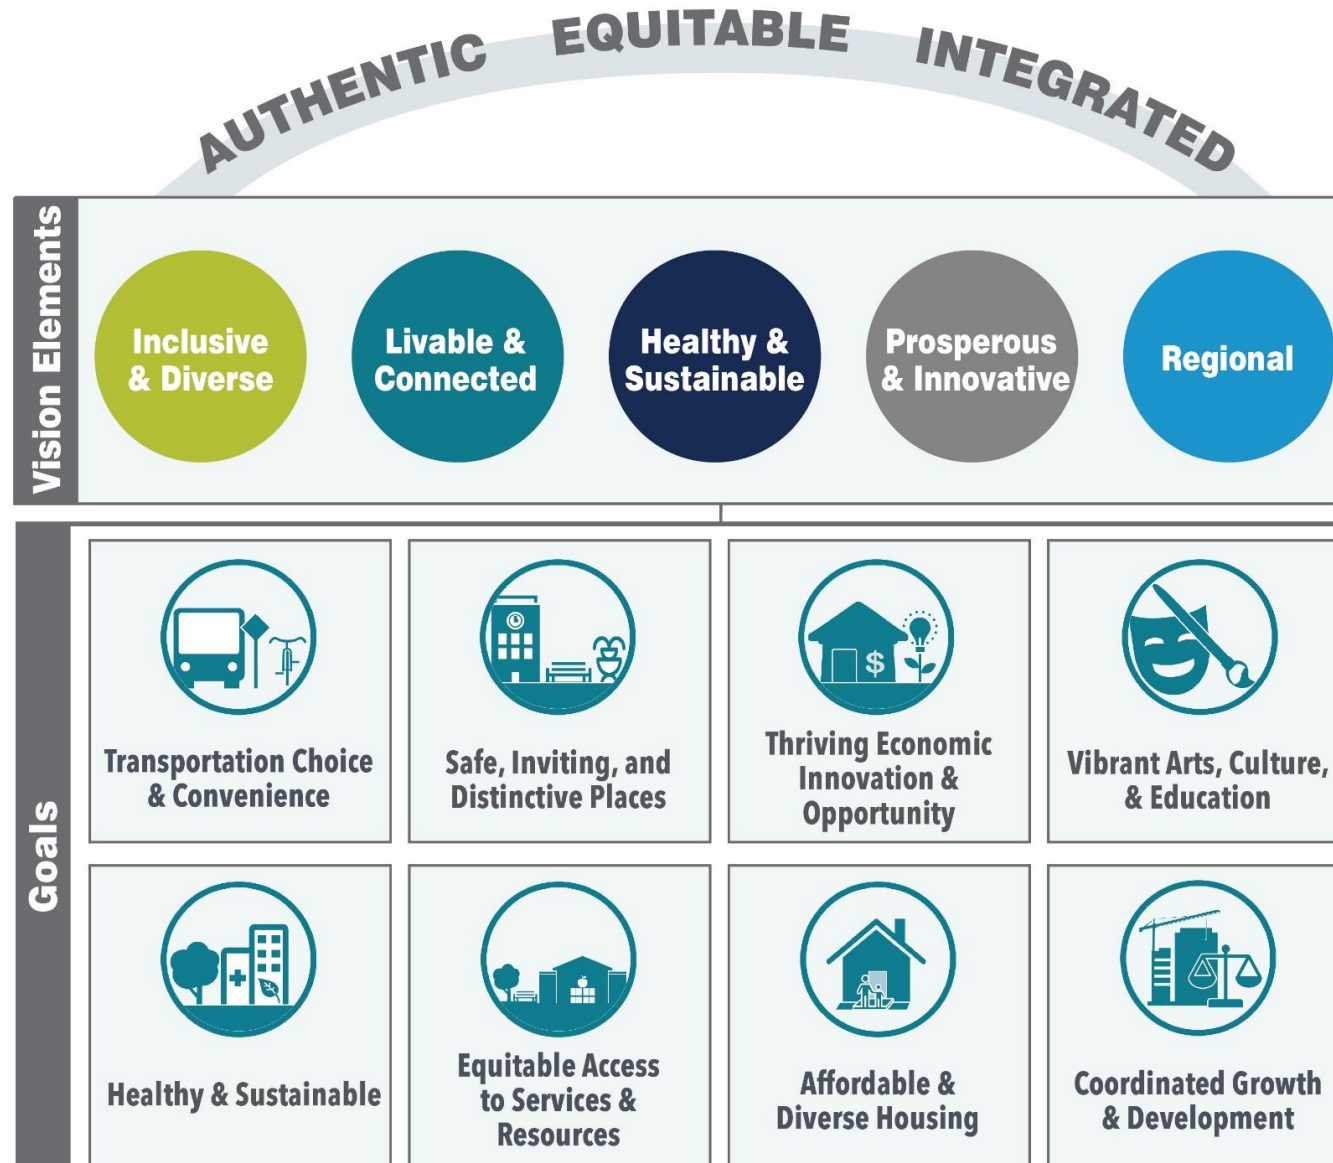 AUTHENTIC EQUITABLE INTEGRATED
Vision Elements
Inclusive
& Diverse
Livable &
Connected
Healthy &
Sustainable
Prosperous
& Innovative
Regional
Goals
Transportation Choice
& Convenience
Safe, Inviting, and
Distinctive Places
Thriving Economic
Innovation &
Opportunity
$
Vibrant Arts, Culture,
& Education
Healthy & Sustainable
Equitable Access
to Services &
Resources
Affordable &
Diverse Housing
Coordinated Growth
& Development